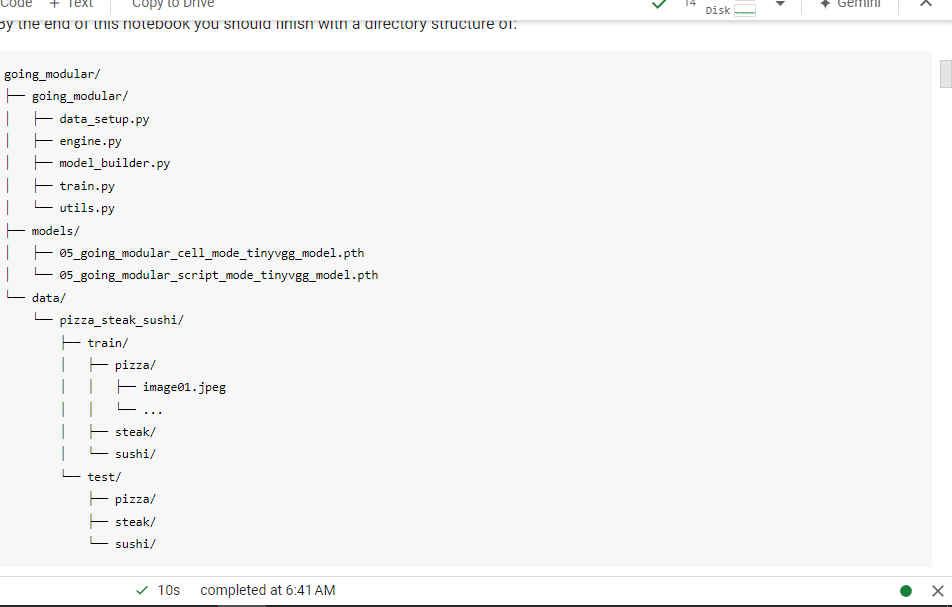 Code + Text Copy to Drive T4 Disk Gemini
By the end of this notebook you should finish with a directory structure of:
going_modular/
├── going_modular/
│   ├── data_setup.py
│   ├── engine.py
│   ├── model_builder.py
│   ├── train.py
│   └── utils.py
├── models/
│   ├── 05_going_modular_cell_mode_tinyvgg_model.pth
│   └── 05_going_modular_script_mode_tinyvgg_model.pth
└── data/
    └── pizza_steak_sushi/
        ├── train/
        │   ├── pizza/
        │   │   ├── image01.jpeg
        │   │   └── ...
        │   ├── steak/
        │   └── sushi/
        └── test/
            ├── pizza/
            ├── steak/
            └── sushi/
✓ 10s completed at 6:41 AM